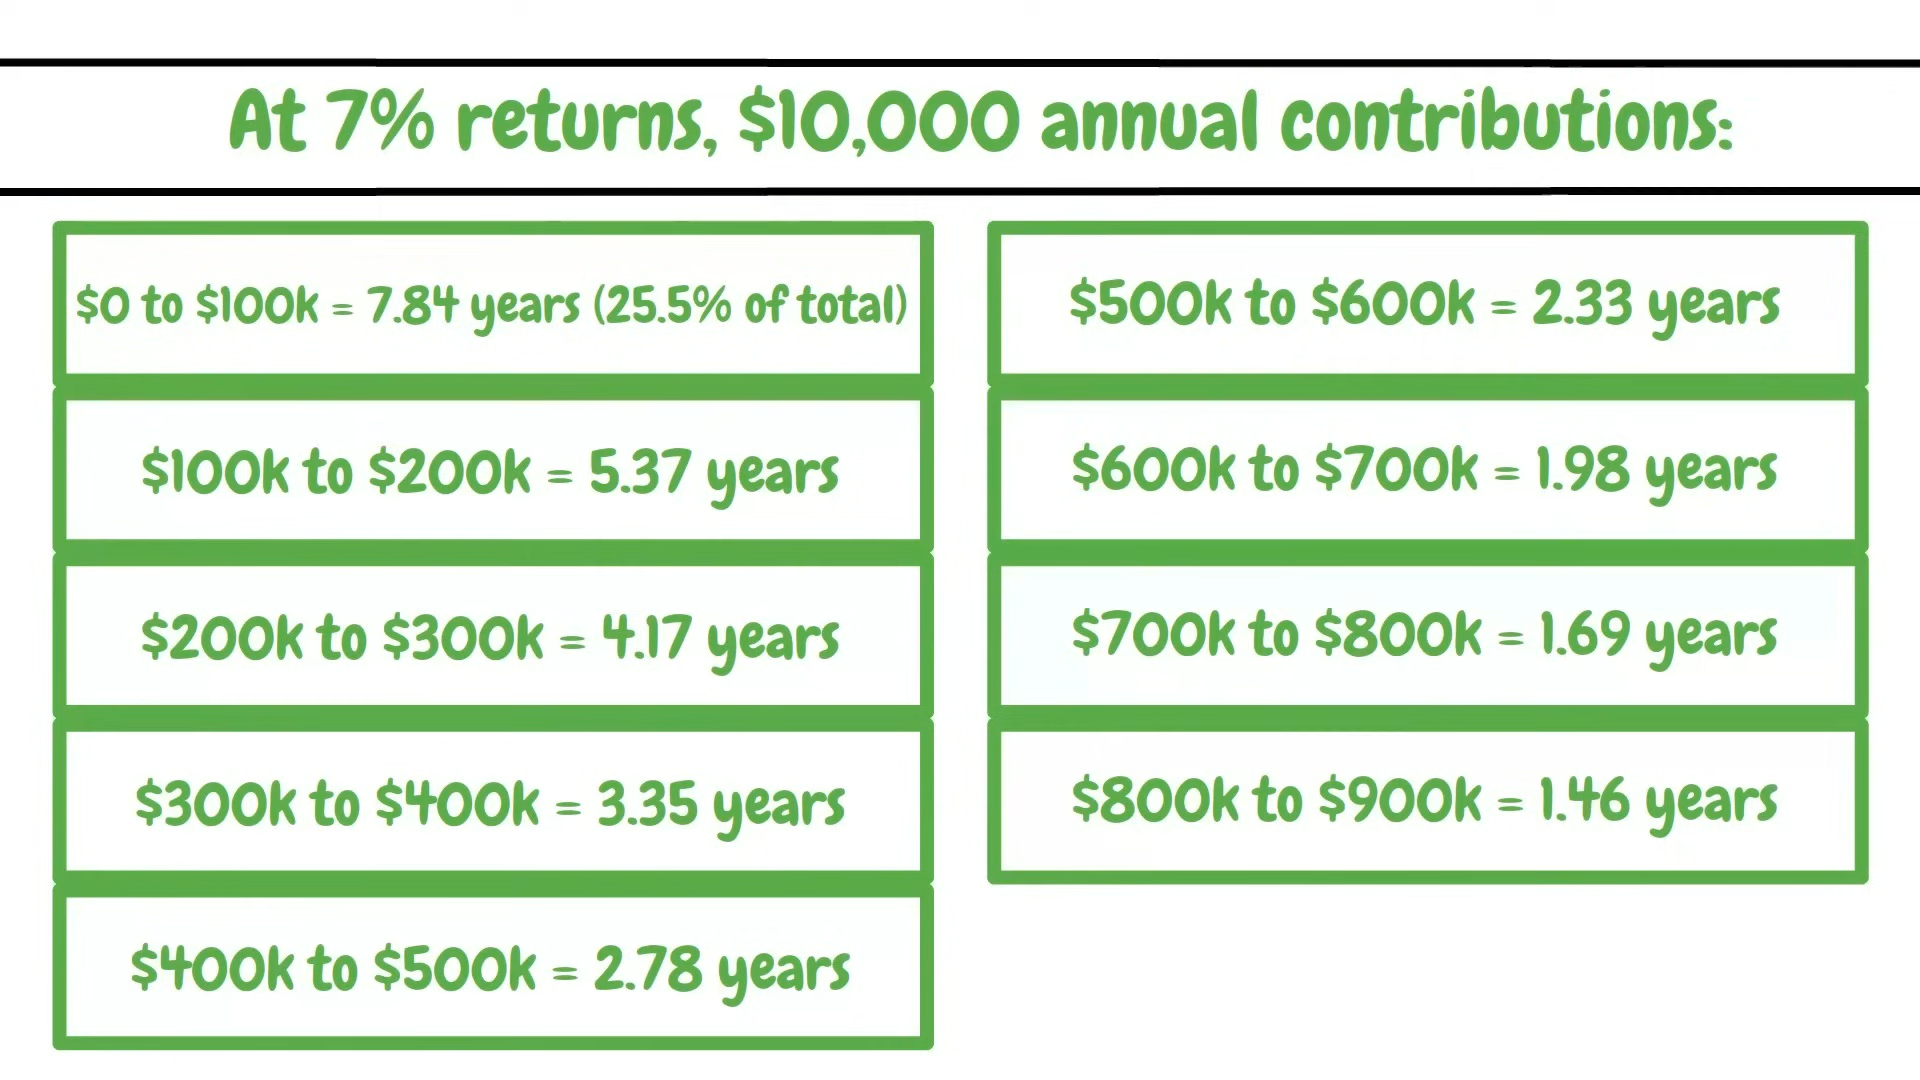 At 7% returns, $10,000 annual contributions:
$0 to $100k = 7.84 years (25.5% of total)
$100k to $200k = 5.37 years
$200k to $300k = 4.17 years
$300k to $400k = 3.35 years
$400k to $500k = 2.78 years
$500k to $600k = 2.33 years
$600k to $700k = 1.98 years
$700k to $800k = 1.69 years
$800k to $900k = 1.46 years